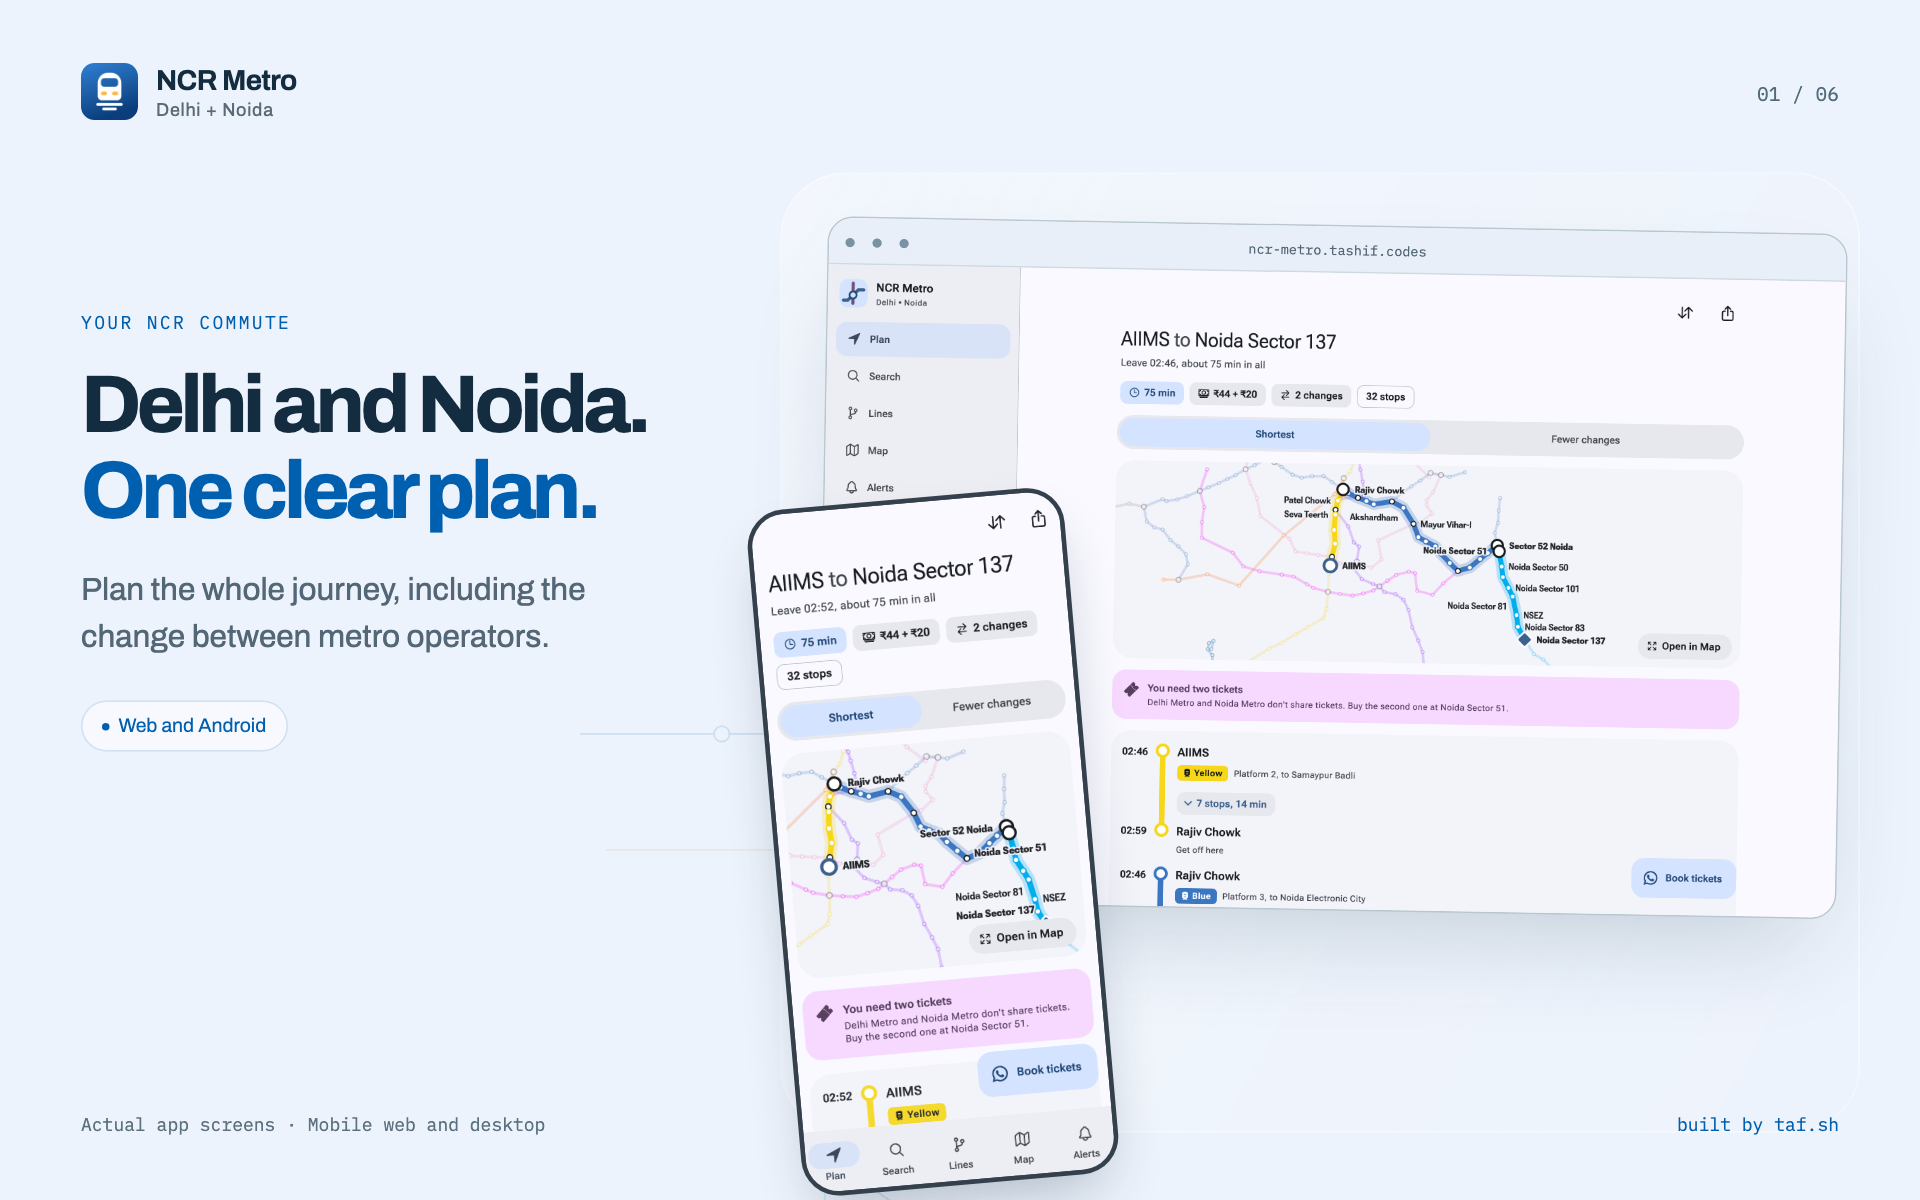 NCR Metro
Delhi + Noida
01 / 06
YOUR NCR COMMUTE
Delhi and Noida.
One clear plan.
Plan the whole journey, including the
change between metro operators.
Web and Android
Actual app screens · Mobile web and desktop
built by taf.sh
ncr-metro.tashif.codes
NCR Metro
Delhi • Noida
Plan
Search
Lines
Map
Alerts
AIIMS to Noida Sector 137
Leave 02:46, about 75 min in all
75 min
₹44 + ₹20
2 changes
32 stops
Shortest
Fewer changes
Rajiv Chowk
Patel Chowk
Seva Teerth
Akshardham
Mayur Vihar-I
Noida Sector 51
Sector 52 Noida
AIIMS
Noida Sector 50
Noida Sector 101
Noida Sector 81
NSEZ
Noida Sector 83
Noida Sector 137
Open in Map
You need two tickets
Delhi Metro and Noida Metro don't share tickets. Buy the second one at Noida Sector 51.
02:46
AIIMS
Yellow
Platform 2, to Samaypur Badli
7 stops, 14 min
02:59
Rajiv Chowk
Get off here
02:46
Rajiv Chowk
Blue
Platform 3, to Noida Electronic City
Book tickets
AIIMS to Noida Sector 137
Leave 02:52, about 75 min in all
75 min
₹44 + ₹20
2 changes
32 stops
Shortest
Fewer changes
Rajiv Chowk
Sector 52 Noida
Noida Sector 51
AIIMS
Noida Sector 81
NSEZ
Noida Sector 137
Open in Map
You need two tickets
Delhi Metro and Noida Metro don't share tickets.
Buy the second one at Noida Sector 51.
Book tickets
02:52
AIIMS
Yellow
Plan
Search
Lines
Map
Alerts